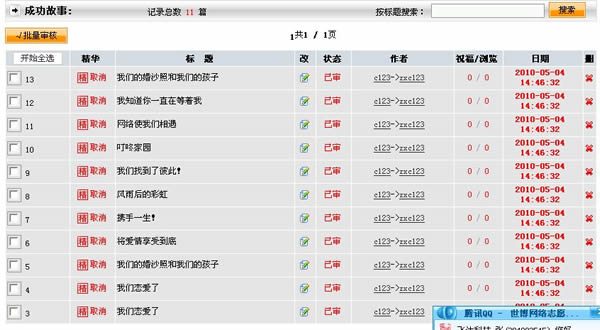 成功故事:  记录总数 11 篇  按标题搜索:  搜索
√批量审核  1共1 / 1页
开始全选  精华  标 题  改  状态  作者  祝福/浏览  日期  删
13  精 取消  我们的婚沙照和我们的孩子  已审  c123->zxc123  0 / 0  2010-05-04 14:46:32
12  精 取消  我知道你一直在等著我  已审  c123->zxc123  0 / 0  2010-05-04 14:46:32
11  精 取消  网络使我们相遇  已审  c123->zxc123  0 / 0  2010-05-04 14:46:32
10  精 取消  叮咚家园  已审  c123->zxc123  0 / 0  2010-05-04 14:46:32
9  精 取消  我们找到了彼此!  已审  c123->zxc123  0 / 0  2010-05-04 14:46:32
8  精 取消  风雨后的彩虹  已审  c123->zxc123  0 / 0  2010-05-04 14:46:32
7  精 取消  携手一生!  已审  c123->zxc123  0 / 0  2010-05-04 14:46:32
6  精 取消  将爱情享受到底  已审  c123->zxc123  0 / 0  2010-05-04 14:46:32
5  精 取消  我们的婚沙照和我们的孩子  已审  c123->zxc123  0 / 0  2010-05-04 14:46:32
4  精 取消  我们恋爱了  已审  c123->zxc123  0 / 0  2010-05-04 14:46:32
3  精 取消  我们恋爱了  已审  c123->zxc123
腾讯QQ - 世博网络志愿...